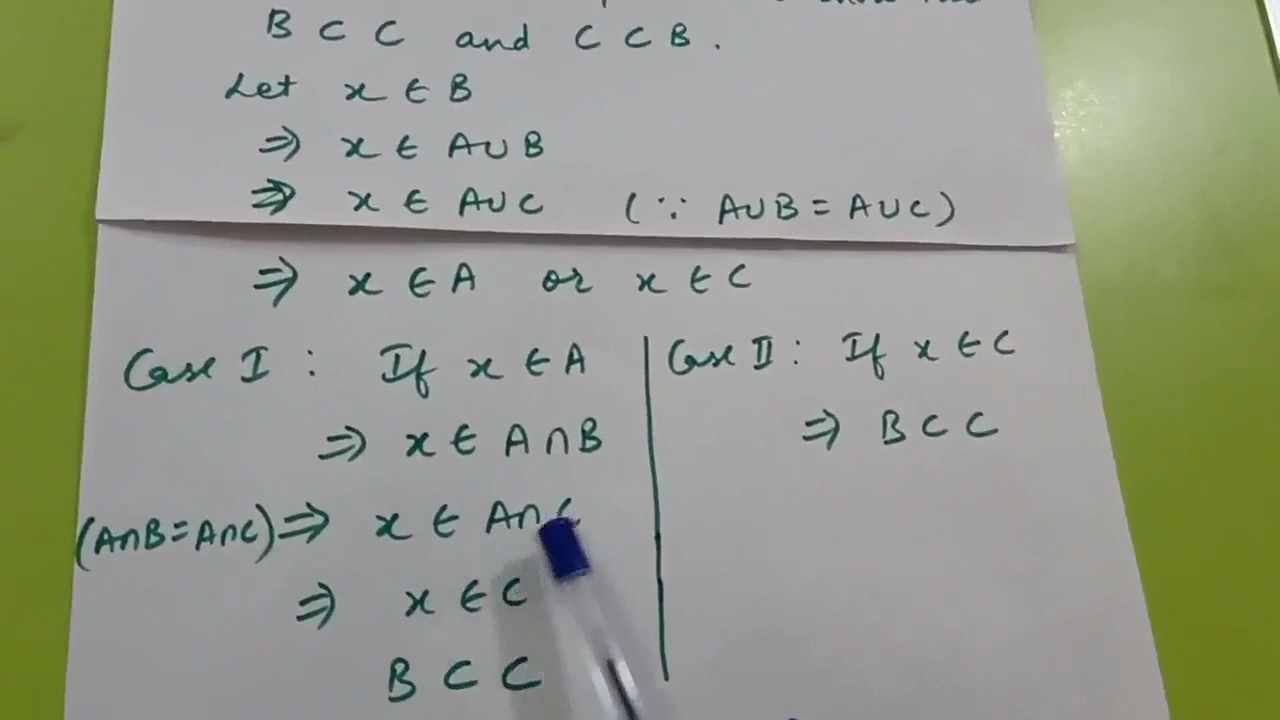 B ⊂ C and C ⊂ B.
Let x ∈ B
⇒ x ∈ A∪B
⇒ x ∈ A∪C (∵ A∪B = A∪C)
⇒ x ∈ A or x ∈ C
Case I : If x ∈ A
⇒ x ∈ A∩B
(A∩B = A∩C) ⇒ x ∈ A∩C
⇒ x ∈ C
B ⊂ C
Case II : If x ∈ C
⇒ B ⊂ C